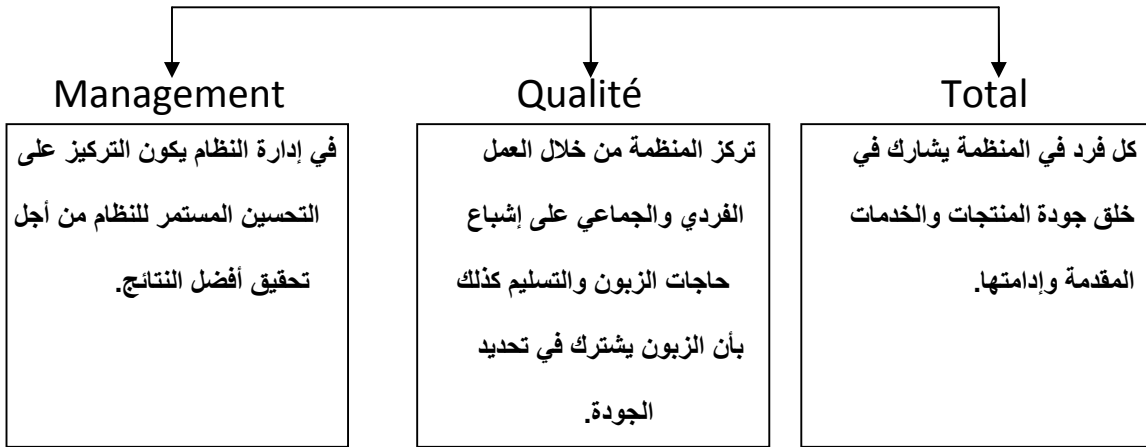 Management
في إدارة النظام يكون التركيز على
التحسين المستمر للنظام من أجل
تحقيق أفضل النتائج.
Qualité
تركز المنظمة من خلال العمل
الفردي والجماعي على إشباع
حاجات الزبون والتسليم كذلك
بأن الزبون يشترك في تحديد
الجودة.
Total
كل فرد في المنظمة يشارك في
خلق جودة المنتجات والخدمات
المقدمة وإدامتها.